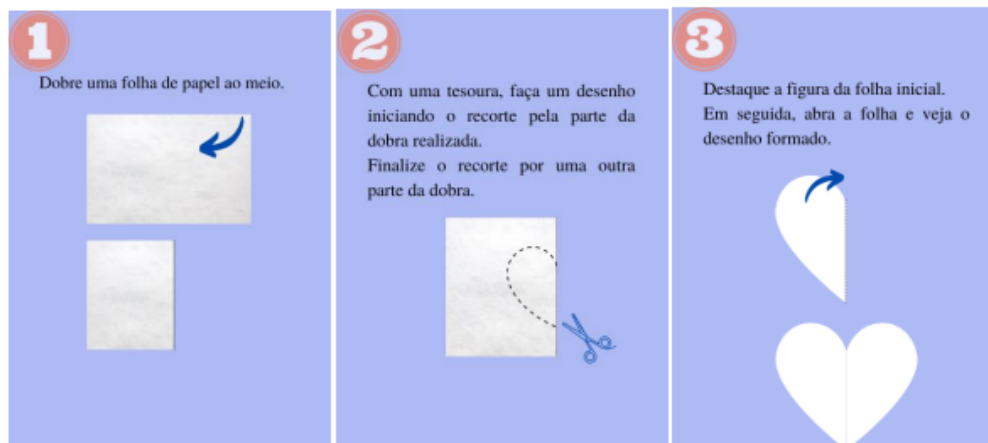 1
Dobre uma folha de papel ao meio.
2
Com uma tesoura, faça um desenho
iniciando o recorte pela parte da
dobra realizada.
Finalize o recorte por uma outra
parte da dobra.
3
Destaque a figura da folha inicial.
Em seguida, abra a folha e veja o
desenho formado.